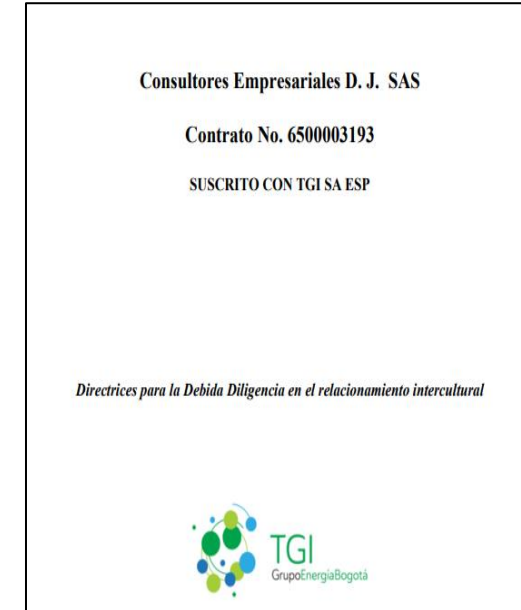 Consultores Empresariales D. J. SAS
Contrato No. 6500003193
SUSCRITO CON TGI SA ESP
Directrices para la Debida Diligencia en el relacionamiento intercultural
TGI
GrupoEnergíaBogotá